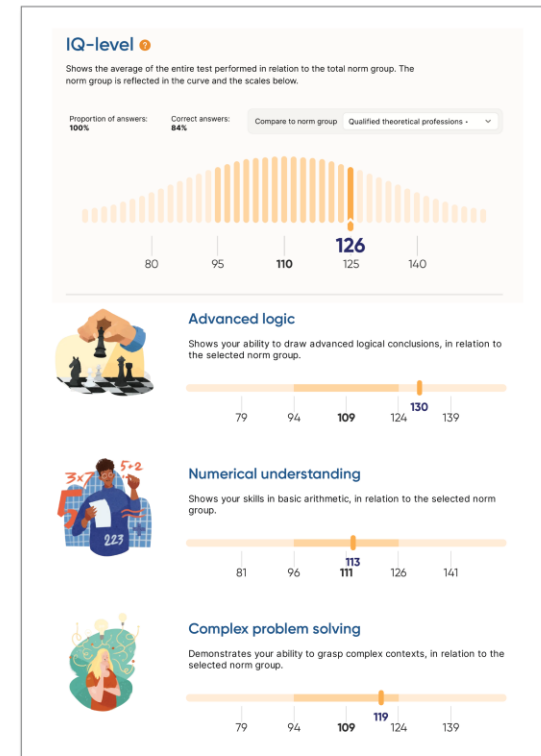 IQ-level ?
Shows the average of the entire test performed in relation to the total norm group. The
norm group is reflected in the curve and the scales below.
Proportion of answers:
100%
Correct answers:
84%
Compare to norm group
Qualified theoretical professions •
126
80 95 110 125 140
Advanced logic
Shows your ability to draw advanced logical conclusions, in relation to
the selected norm group.
130
79 94 109 124 139
3×7 5+2
5
223
Numerical understanding
Shows your skills in basic arithmetic, in relation to the selected norm
group.
113
81 96 111 126 141
Complex problem solving
Demonstrates your ability to grasp complex contexts, in relation to the
selected norm group.
119
79 94 109 124 139